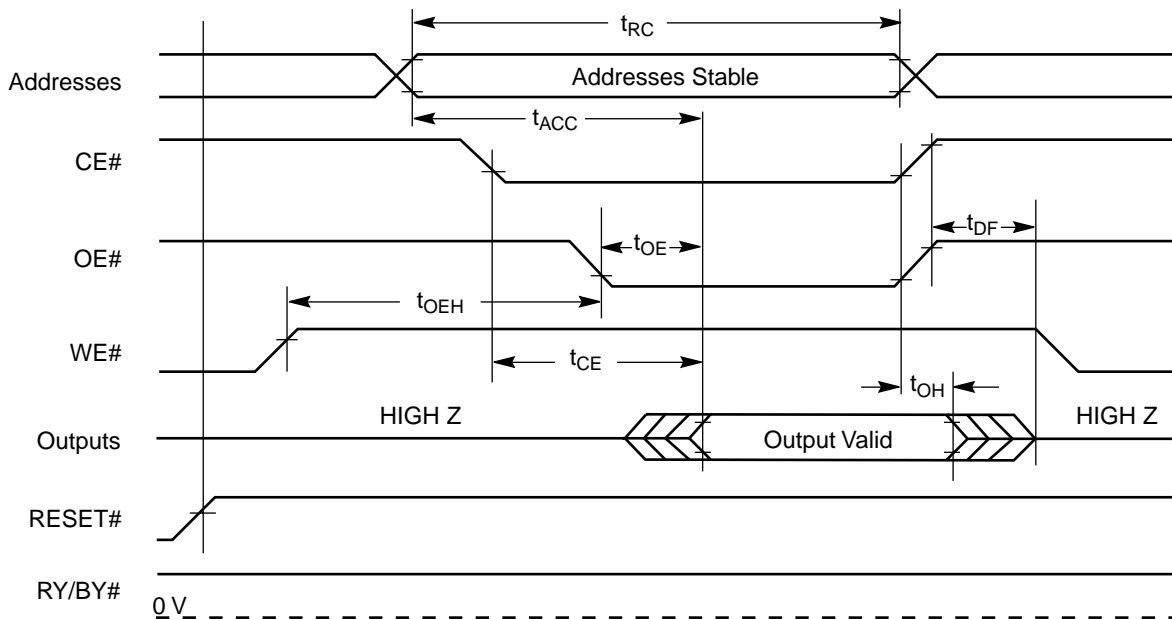 tRC
Addresses
Addresses Stable
tACC
CE#
tDF
tOE
OE#
tOEH
WE#
tCE
tOH
HIGH Z
HIGH Z
Outputs
Output Valid
RESET#
RY/BY#
0 V